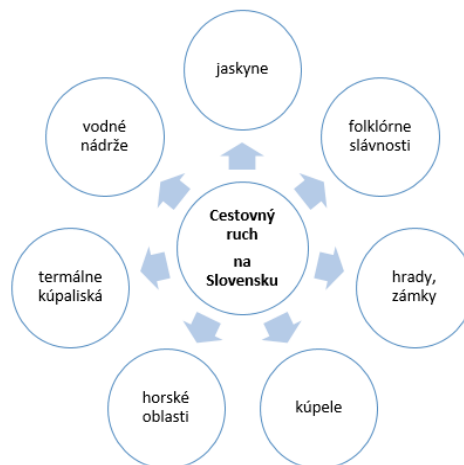 jaskyne
folklórne
slávnosti
hrady,
zámky
kúpele
horské
oblasti
termálne
kúpaliská
vodné
nádrže
Cestovný
ruch
na
Slovensku